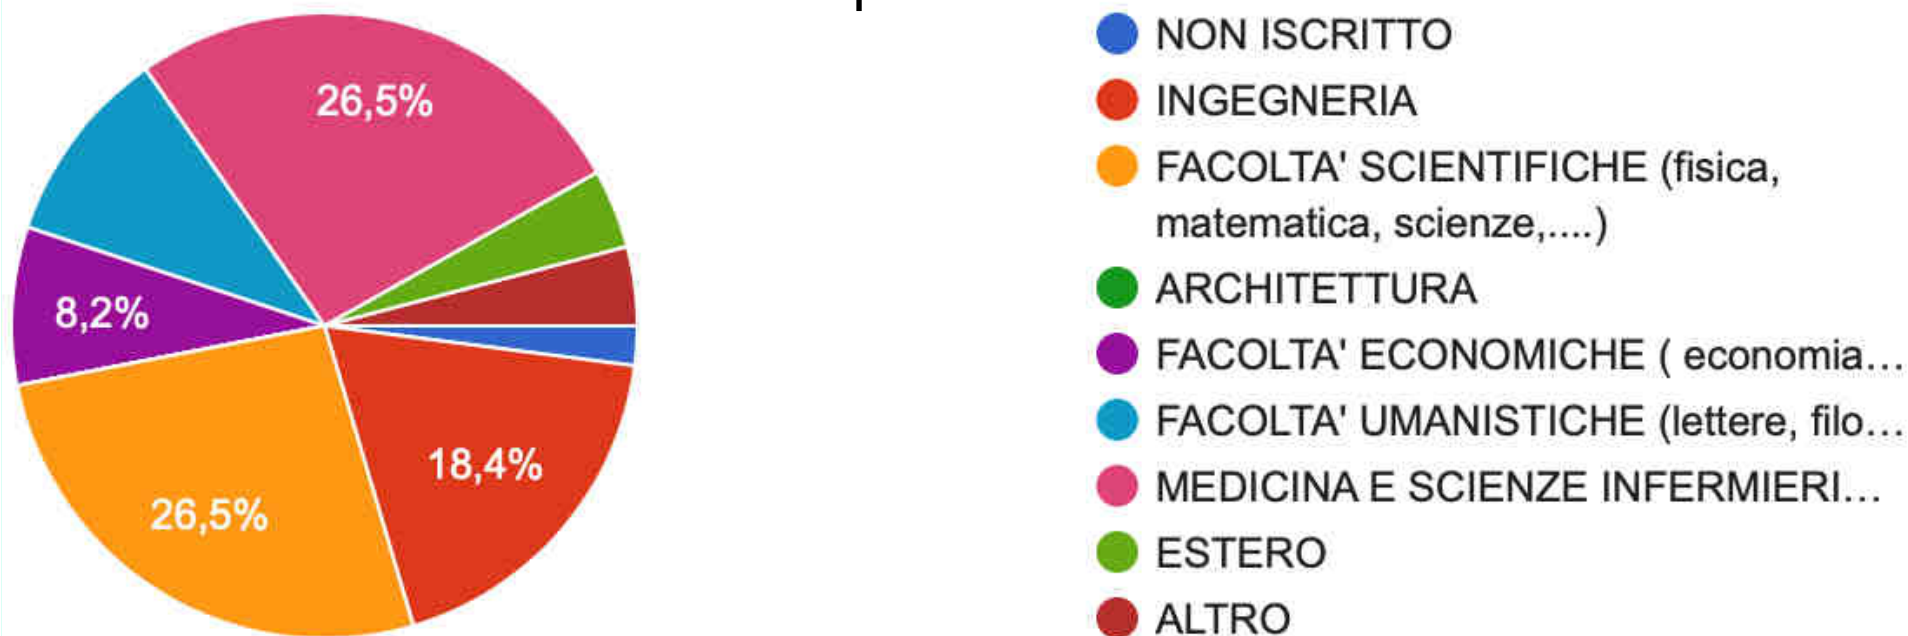 26,5%
8,2%
18,4%
26,5%
NON ISCRITTO
INGEGNERIA
FACOLTA' SCIENTIFICHE (fisica,
matematica, scienze,....)
ARCHITETTURA
FACOLTA' ECONOMICHE ( economia...
FACOLTA' UMANISTICHE (lettere, filo...
MEDICINA E SCIENZE INFERMIERI...
ESTERO
ALTRO